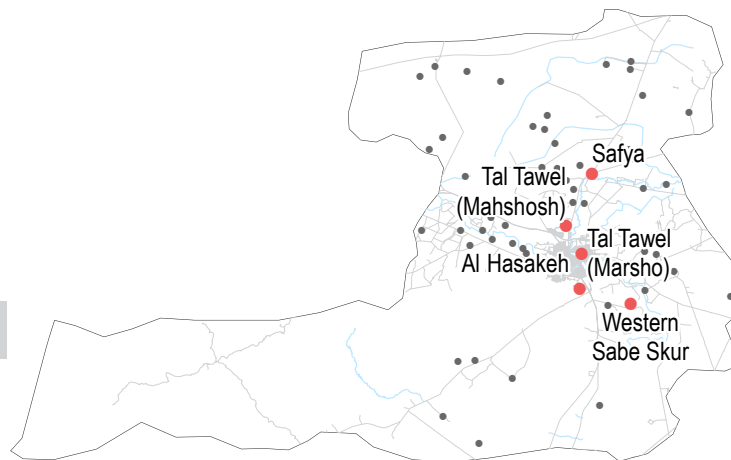 Safya
Tal Tawel
(Mahshosh)
Tal Tawel
(Marsho)
Al Hasakeh
Western
Sabe Skur